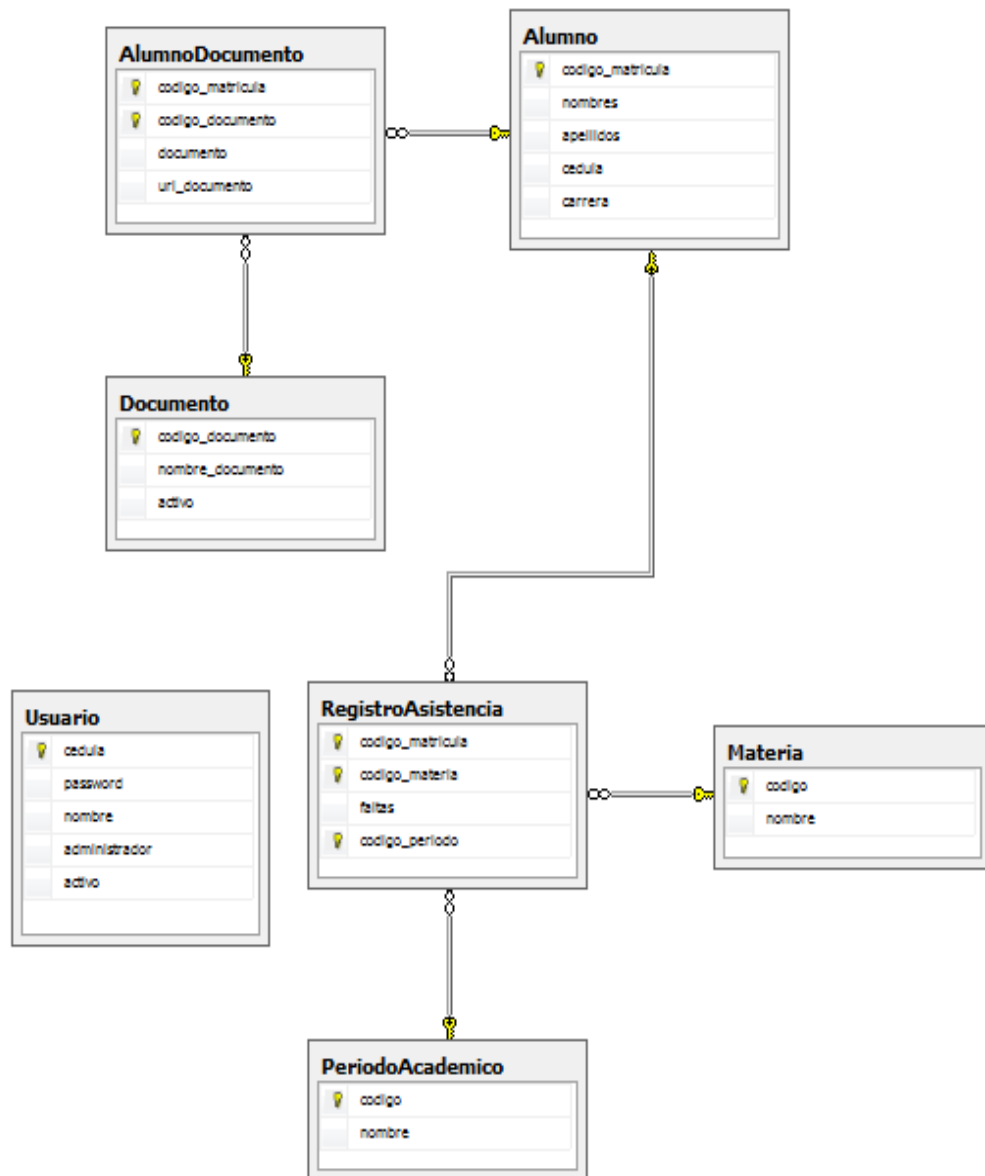 AlumnoDocumento
codigo_matricula
codigo_documento
documento
url_documento
Alumno
codigo_matricula
nombres
apellidos
cedula
carrera
Documento
codigo_documento
nombre_documento
activo
Usuario
cedula
password
nombre
administrador
activo
RegistroAsistencia
codigo_matricula
codigo_materia
faltas
codigo_periodo
Materia
codigo
nombre
PeriodoAcademico
codigo
nombre